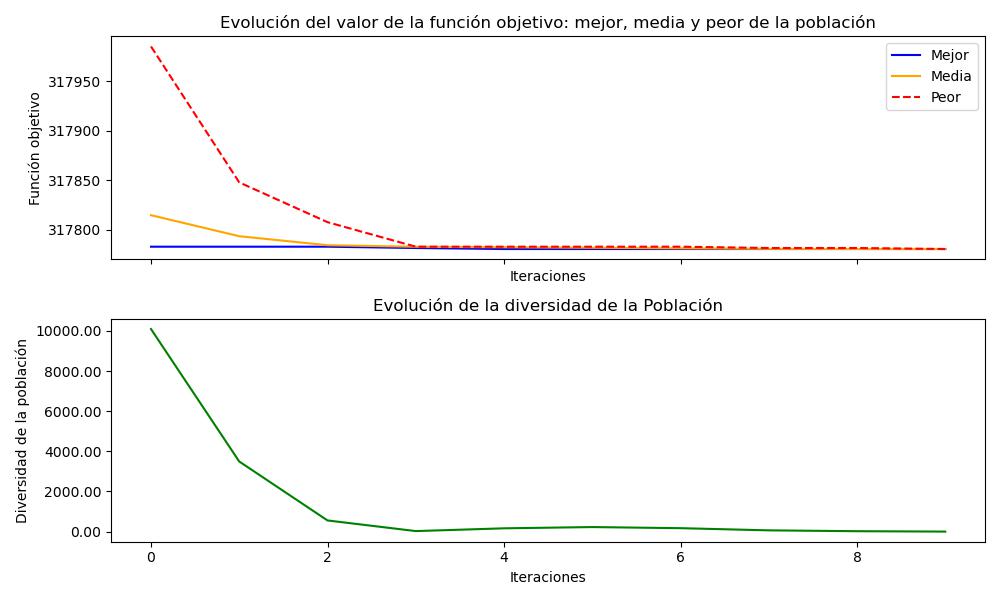 Evolución del valor de la función objetivo: mejor, media y peor de la población
Función objetivo
317950
317900
317850
317800
Mejor
Media
Peor
Iteraciones
Evolución de la diversidad de la Población
Diversidad de la población
10000.00
8000.00
6000.00
4000.00
2000.00
0.00
0 2 4 6 8
Iteraciones